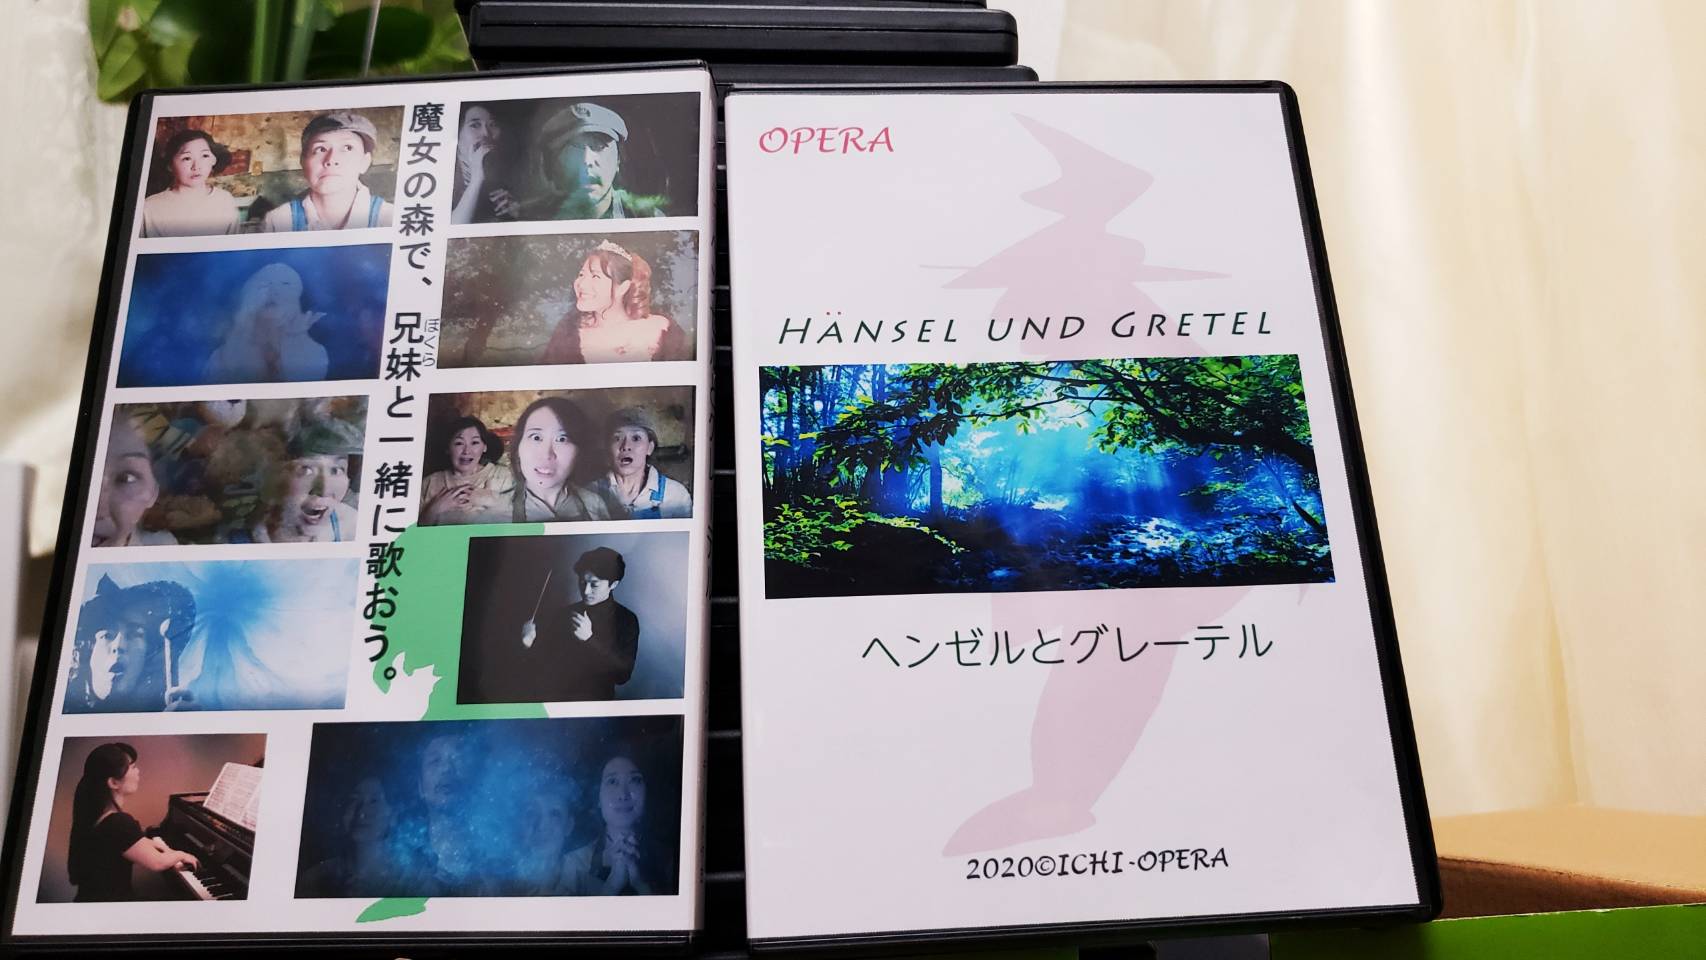 魔女の森で、
兄妹と一緒に歌おう。
ぼくら
OPERA
HÄNSEL UND GRETEL
ヘンゼルとグレーテル
2020©ICHI-OPERA